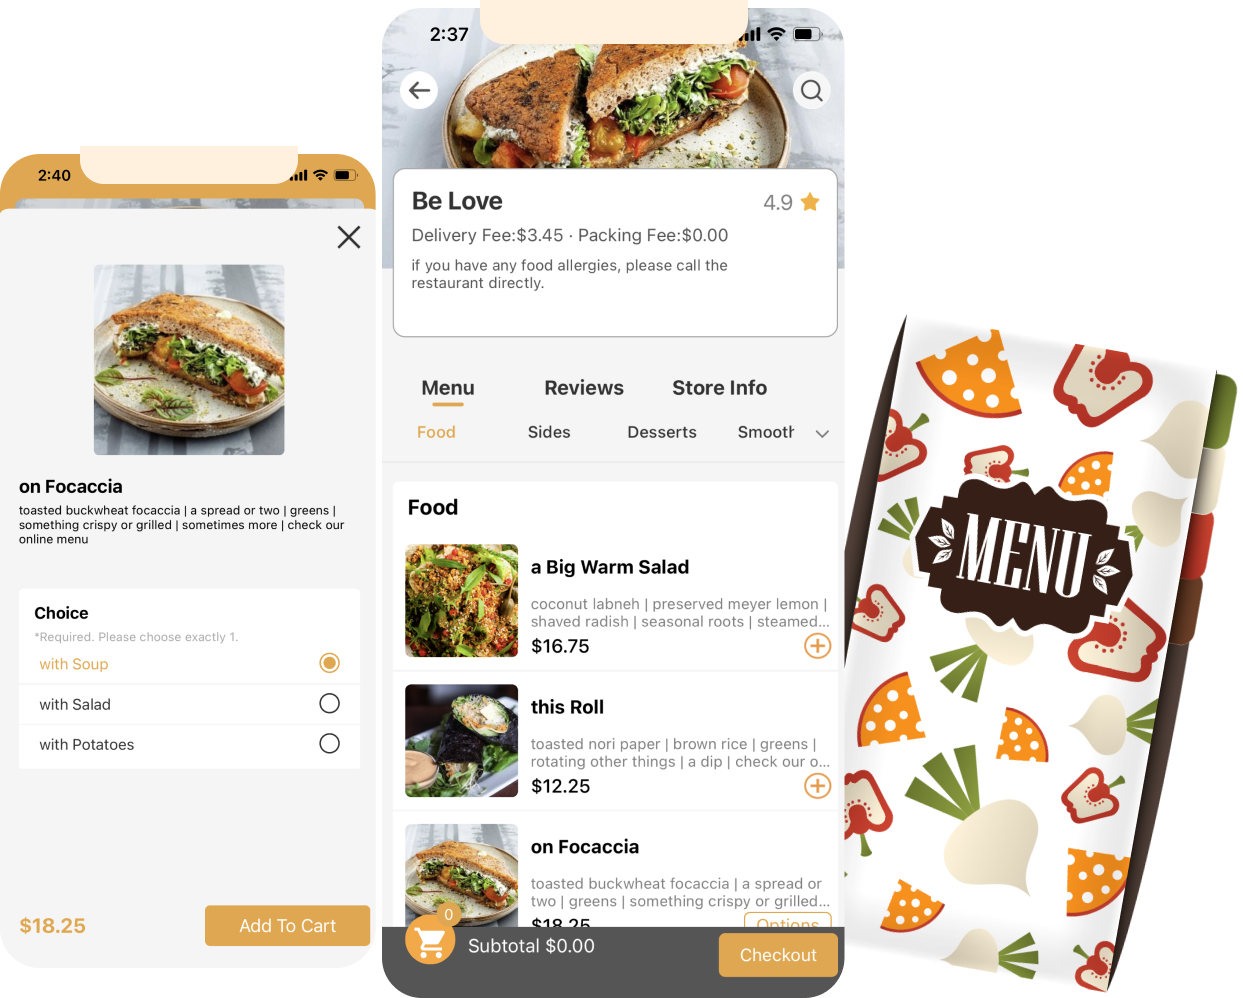 2:40
on Focaccia
toasted buckwheat focaccia | a spread or two | greens |
something crispy or grilled | sometimes more | check our
online menu
Choice
*Required. Please choose exactly 1.
with Soup
with Salad
with Potatoes
$18.25
Add To Cart
2:37
Be Love
4.9
Delivery Fee:$3.45 · Packing Fee:$0.00
if you have any food allergies, please call the
restaurant directly.
Menu Reviews Store Info
Food Sides Desserts Smooth
Food
a Big Warm Salad
coconut labneh | preserved meyer lemon |
shaved radish | seasonal roots | steamed...
$16.75
this Roll
toasted nori paper | brown rice | greens |
rotating other things | a dip | check our o...
$12.25
on Focaccia
toasted buckwheat focaccia | a spread or
two | greens | something crispy or grilled...
$18.25
Options
0
Subtotal $0.00
Checkout
MENU